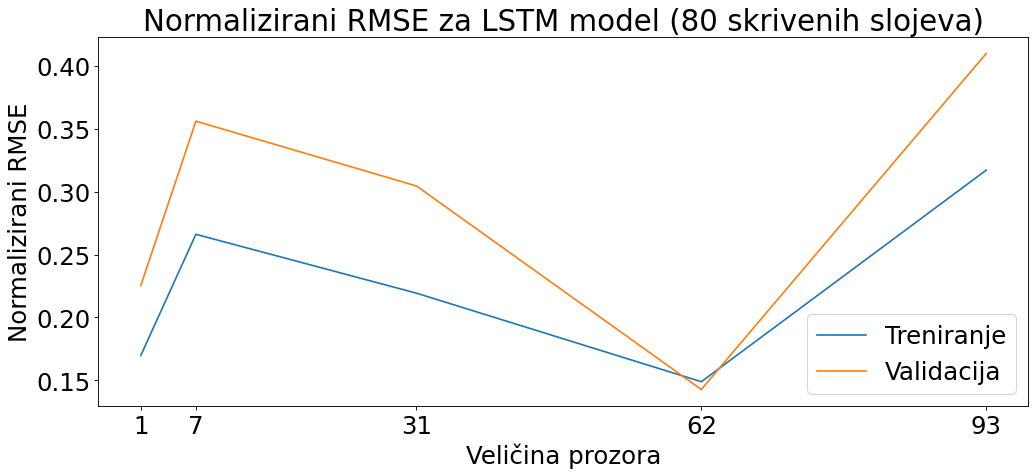 Normalizirani RMSE za LSTM model (80 skrivenih slojeva)
Normalizirani RMSE
0.40
0.35
0.30
0.25
0.20
0.15
1 7 31 62 93
Veličina prozora
Treniranje
Validacija